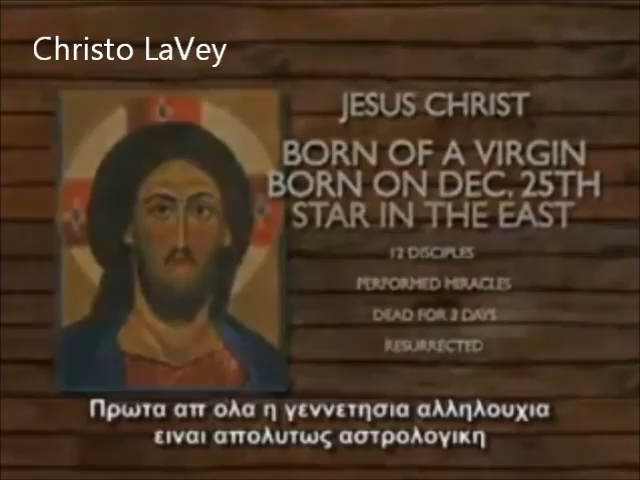 Christo LaVey
JESUS CHRIST
BORN OF A VIRGIN
BORN ON DEC. 25TH
STAR IN THE EAST
12 DISCIPLES
PERFORMED MIRACLES
DEAD FOR 3 DAYS
RESURRECTED
Πρωτα απ ολα η γεννετησια αλληλουχια
ειναι απολυτως αστρολογικη